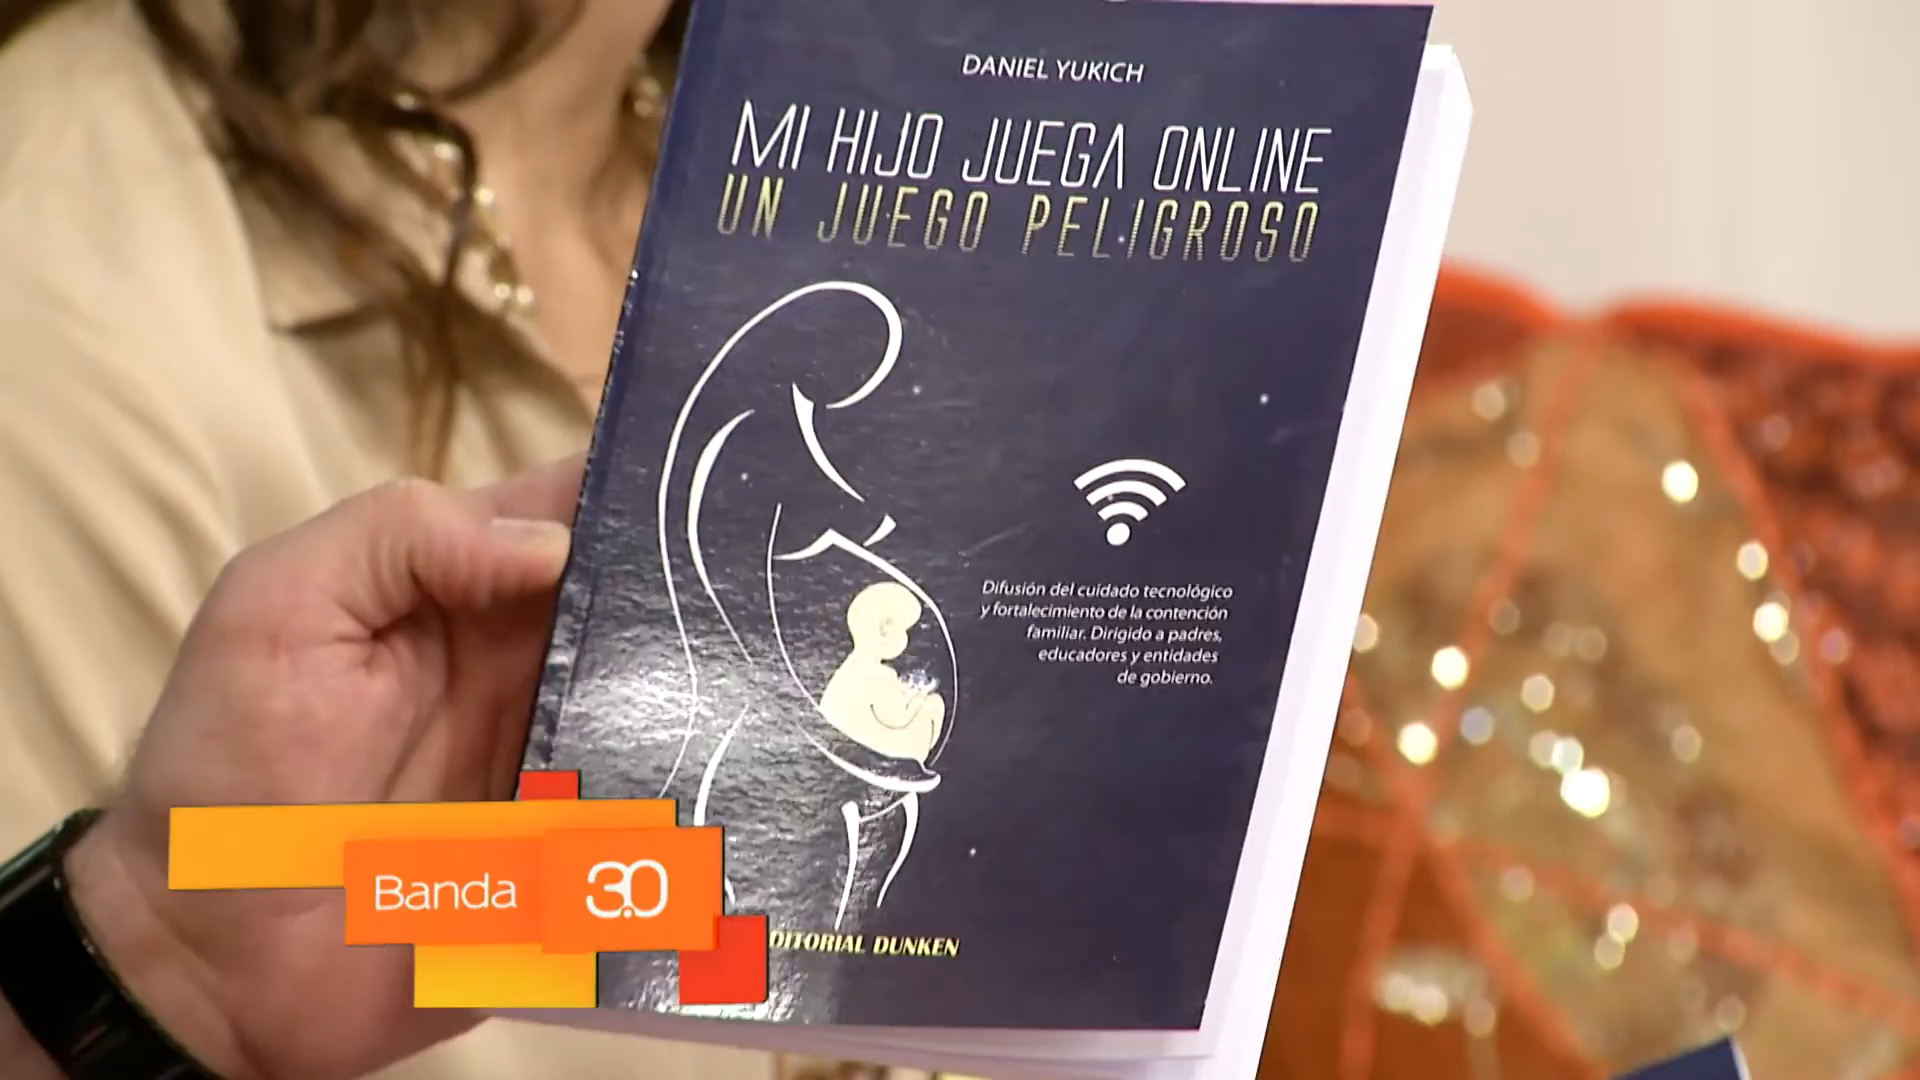 DANIEL YUKICH
MI HIJO JUEGA ONLINE
UN JUEGO PELIGROSO
Difusión del cuidado tecnológico
y fortalecimiento de la contención
familiar. Dirigido a padres,
educadores y entidades
de gobierno.
Banda 3.0
DITORIAL DUNKEN